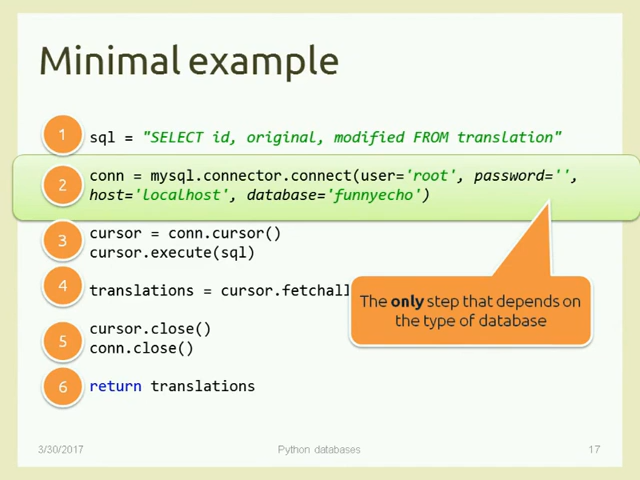 Minimal example
1
sql = "SELECT id, original, modified FROM translation"
2
conn = mysql.connector.connect(user='root', password='',
host='localhost', database='funnyecho')
3
cursor = conn.cursor()
cursor.execute(sql)
4
translations = cursor.fetchall
The only step that depends on
the type of database
5
cursor.close()
conn.close()
6
return translations
3/30/2017
Python databases
17